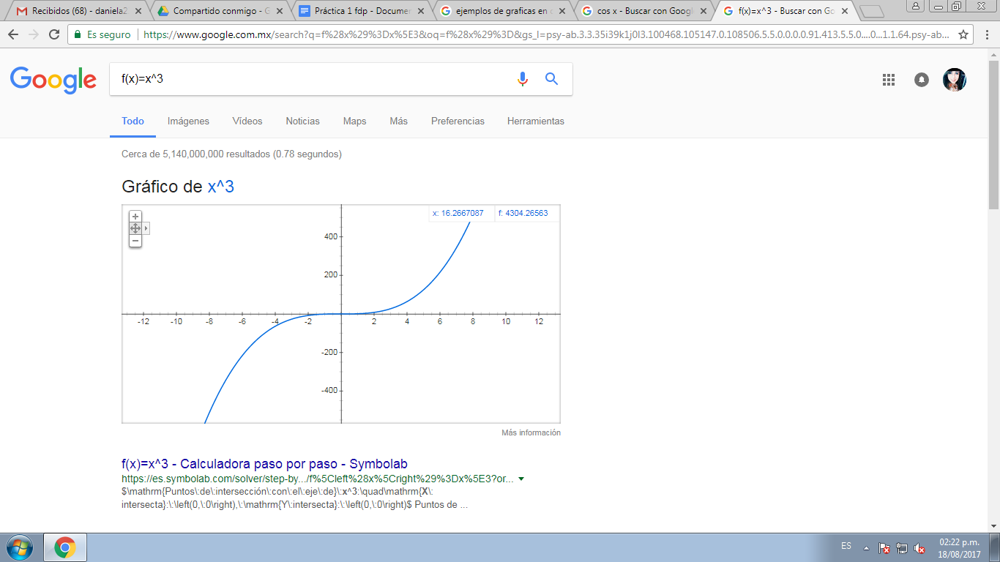 Recibidos (68) - daniela2
Compartido conmigo - G
Práctica 1 fdp - Documen
ejemplos de graficas en c
cos x - Buscar con Googl
f(x)=x^3 - Buscar con Go
Es seguro
https://www.google.com.mx/search?q=f%28x%29%3Dx%5E3&oq=f%28x%29%3D&gs_l=psy-ab.3.3.35i39k1j0l3.100468.105147.0.108506.5.5.0.0.0.0.91.413.5.5.0....0...1.1.64.psy-ab...
Google
f(x)=x^3
Todo Imágenes Vídeos Noticias Maps Más Preferencias Herramientas
Cerca de 5,140,000,000 resultados (0.78 segundos)
Gráfico de x^3
x: 16.2667087 f: 4304.26563
400
200
-12 -10 -8 -6 -4 -2 2 4 6 8 10 12
-200
-400
Más información
f(x)=x^3 - Calculadora paso por paso - Symbolab
https://es.symbolab.com/solver/step-by.../f%5Cleft%28x%5Cright%29%3Dx%5E3?or...
$\mathrm{Puntos\:de\:intersección\:con\:el\:eje\:de}\:x^3:\quad\mathrm{X\:
intersecta}:\:\left(0,\:0\right),\:\mathrm{Y\:intersecta}:\:\left(0,\:0\right)$ Puntos de ...
ES
02:22 p.m.
18/08/2017